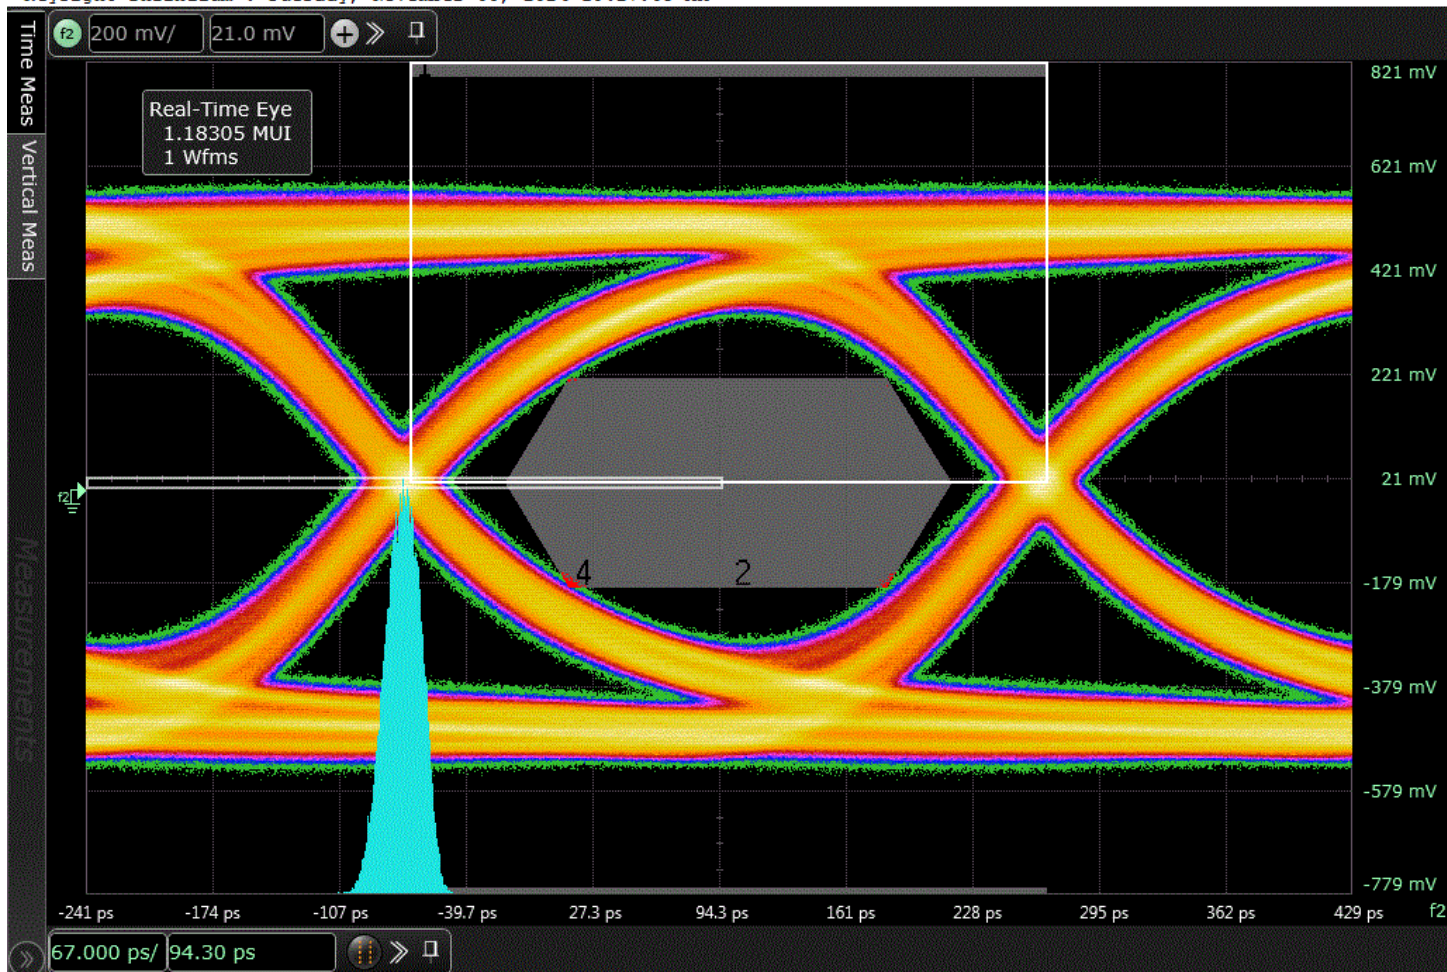 f2 200 mV/ 21.0 mV
Time Meas
Vertical Meas
Measurements
Real-Time Eye
1.18305 MUI
1 Wfms
821 mV
621 mV
421 mV
221 mV
21 mV
-179 mV
-379 mV
-579 mV
-779 mV
f2
4 2
-241 ps -174 ps -107 ps -39.7 ps 27.3 ps 94.3 ps 161 ps 228 ps 295 ps 362 ps 429 ps f2
67.000 ps/ 94.30 ps